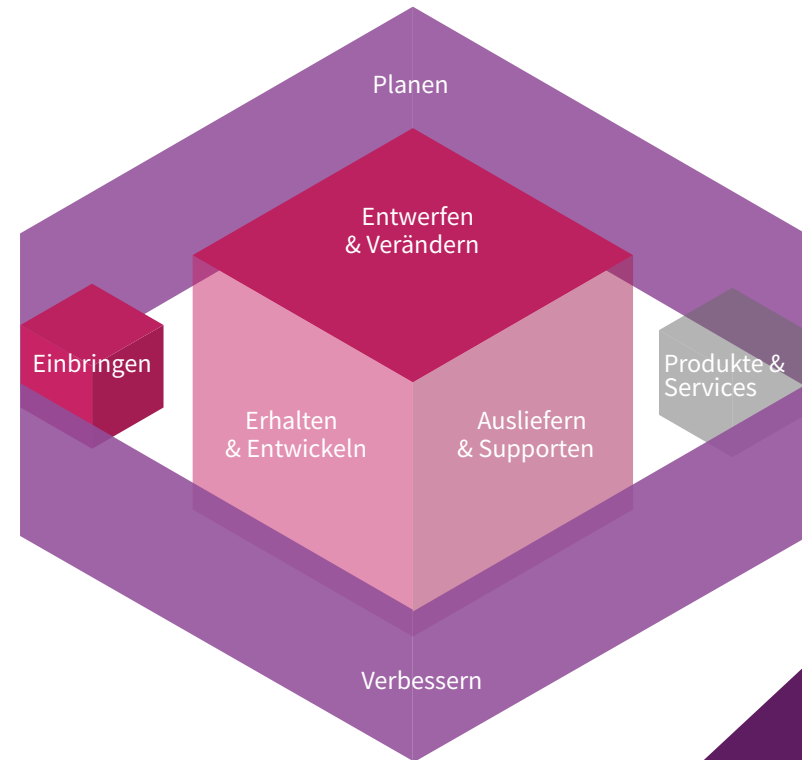 Planen
Entwerfen
& Verändern
Einbringen
Produkte &
Services
Erhalten
& Entwickeln
Ausliefern
& Supporten
Verbessern